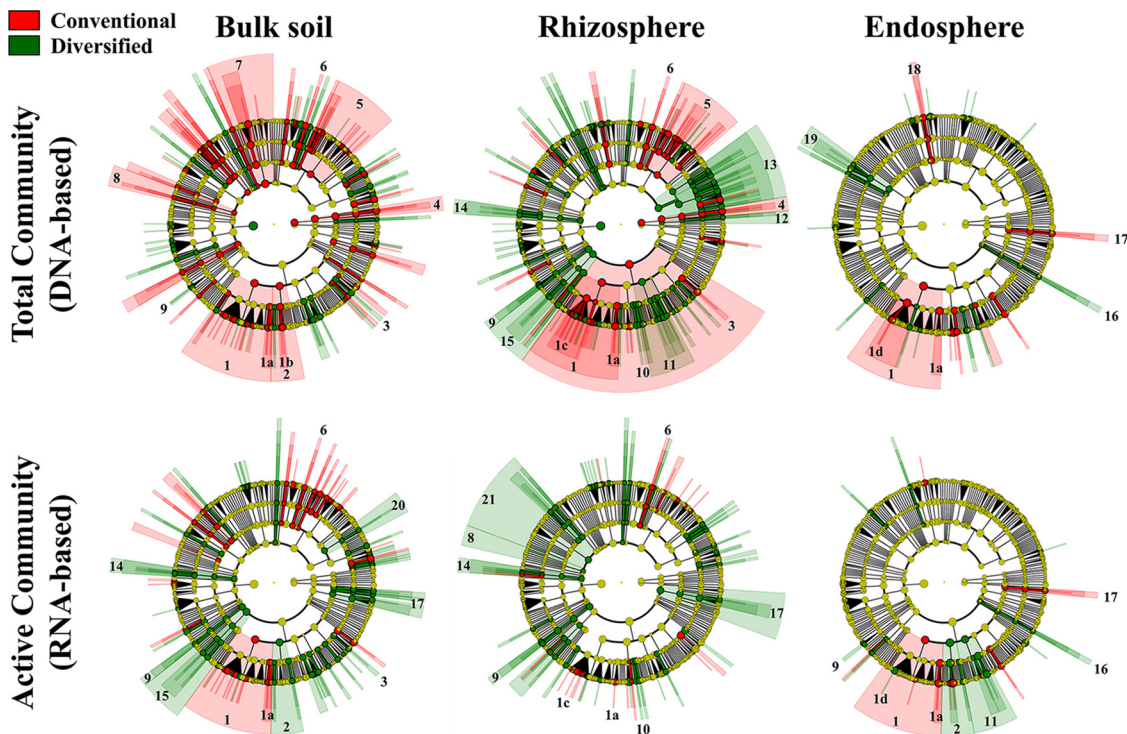 Conventional
Diversified
Bulk soil
Rhizosphere
Endosphere
Total Community
(DNA-based)
7
6
5
8
4
9
3
1
1a
1b
2
6
5
13
14
4
12
9
15
3
1c
1
1a
10
11
18
19
17
16
1d
1
1a
Active Community
(RNA-based)
6
20
14
17
9
15
3
1
1a
2
6
21
8
14
17
9
1c
1a
10
17
16
9
1d
1
1a
2
11